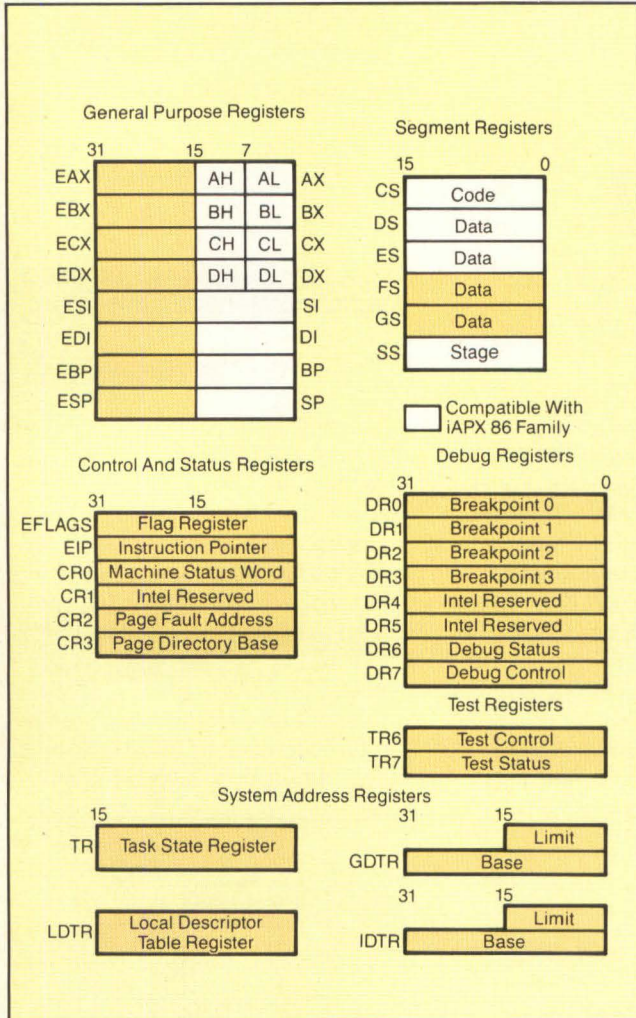 General Purpose Registers
31 15 7
EAX AH AL AX
EBX BH BL BX
ECX CH CL CX
EDX DH DL DX
ESI SI
EDI DI
EBP BP
ESP SP
Segment Registers
15 0
CS Code
DS Data
ES Data
FS Data
GS Data
SS Stage
Compatible With
iAPX 86 Family
Control And Status Registers
31 15
EFLAGS Flag Register
EIP Instruction Pointer
CR0 Machine Status Word
CR1 Intel Reserved
CR2 Page Fault Address
CR3 Page Directory Base
Debug Registers
31 0
DR0 Breakpoint 0
DR1 Breakpoint 1
DR2 Breakpoint 2
DR3 Breakpoint 3
DR4 Intel Reserved
DR5 Intel Reserved
DR6 Debug Status
DR7 Debug Control
Test Registers
TR6 Test Control
TR7 Test Status
System Address Registers
15
TR Task State Register
LDTR Local Descriptor
Table Register
31 15
Limit
GDTR Base
31 15
Limit
IDTR Base